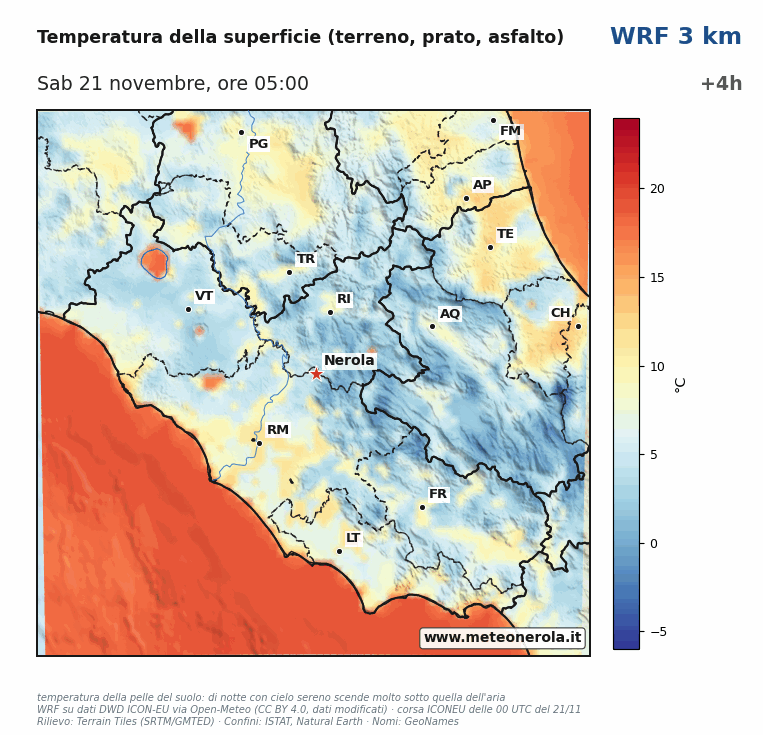 Temperatura della superficie (terreno, prato, asfalto)
WRF 3 km
Sab 21 novembre, ore 05:00
+4h
FM
PG
AP
TE
TR
VT
RI
AQ
CH
Nerola
RM
FR
LT
www.meteonerola.it
20
15
10
5
0
−5
°C
temperatura della pelle del suolo: di notte con cielo sereno scende molto sotto quella dell'aria
WRF su dati DWD ICON-EU via Open-Meteo (CC BY 4.0, dati modificati) · corsa ICONEU delle 00 UTC del 21/11
Rilievo: Terrain Tiles (SRTM/GMTED) · Confini: ISTAT, Natural Earth · Nomi: GeoNames